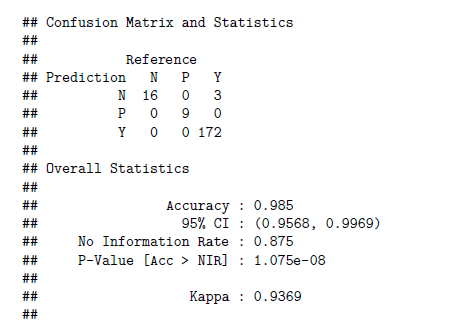 ## Confusion Matrix and Statistics
##
##           Reference
## Prediction   N   P   Y
##          N  16   0   3
##          P   0   9   0
##          Y   0   0 172
##
## Overall Statistics
##
##                Accuracy : 0.985
##                  95% CI : (0.9568, 0.9969)
##     No Information Rate : 0.875
##     P-Value [Acc > NIR] : 1.075e-08
##
##                   Kappa : 0.9369
##